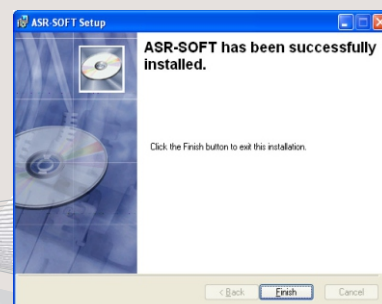 ASR-SOFT Setup
ASR-SOFT has been successfully
installed.
Click the Finish button to exit this installation.
< Back
Finish
Cancel